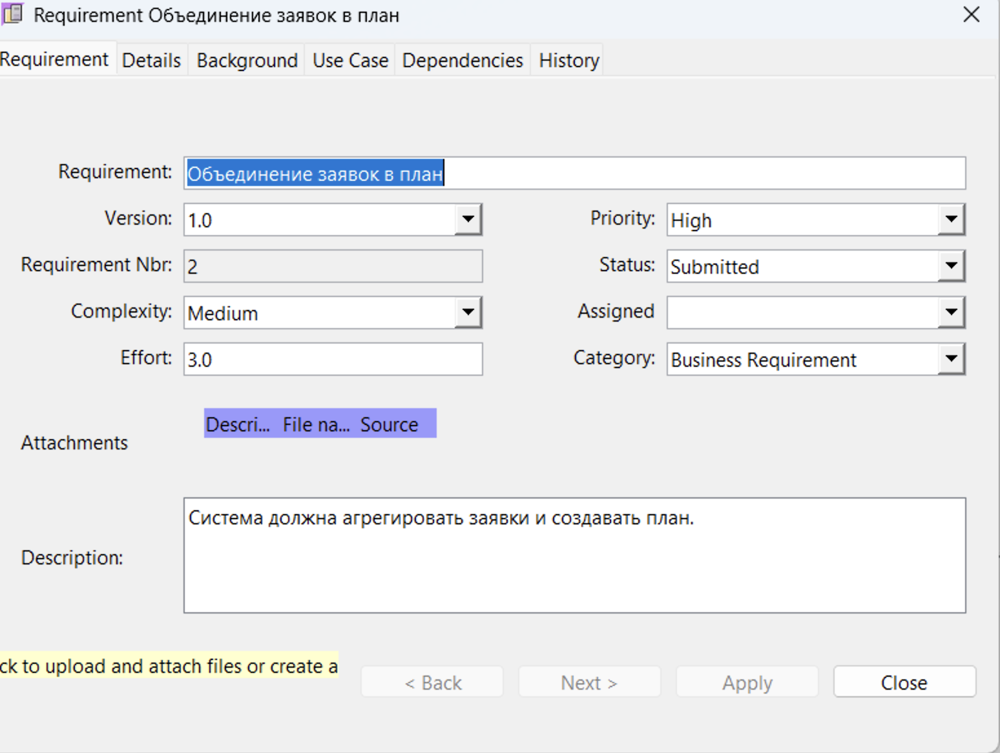 Requirement Объединение заявок в план
Requirement Details Background Use Case Dependencies History
Requirement: Объединение заявок в план
Version: 1.0 Priority: High
Requirement Nbr: 2 Status: Submitted
Complexity: Medium Assigned
Effort: 3.0 Category: Business Requirement
Descri... File na... Source
Attachments
Система должна агрегировать заявки и создавать план.
Description:
ck to upload and attach files or create a
< Back Next > Apply Close